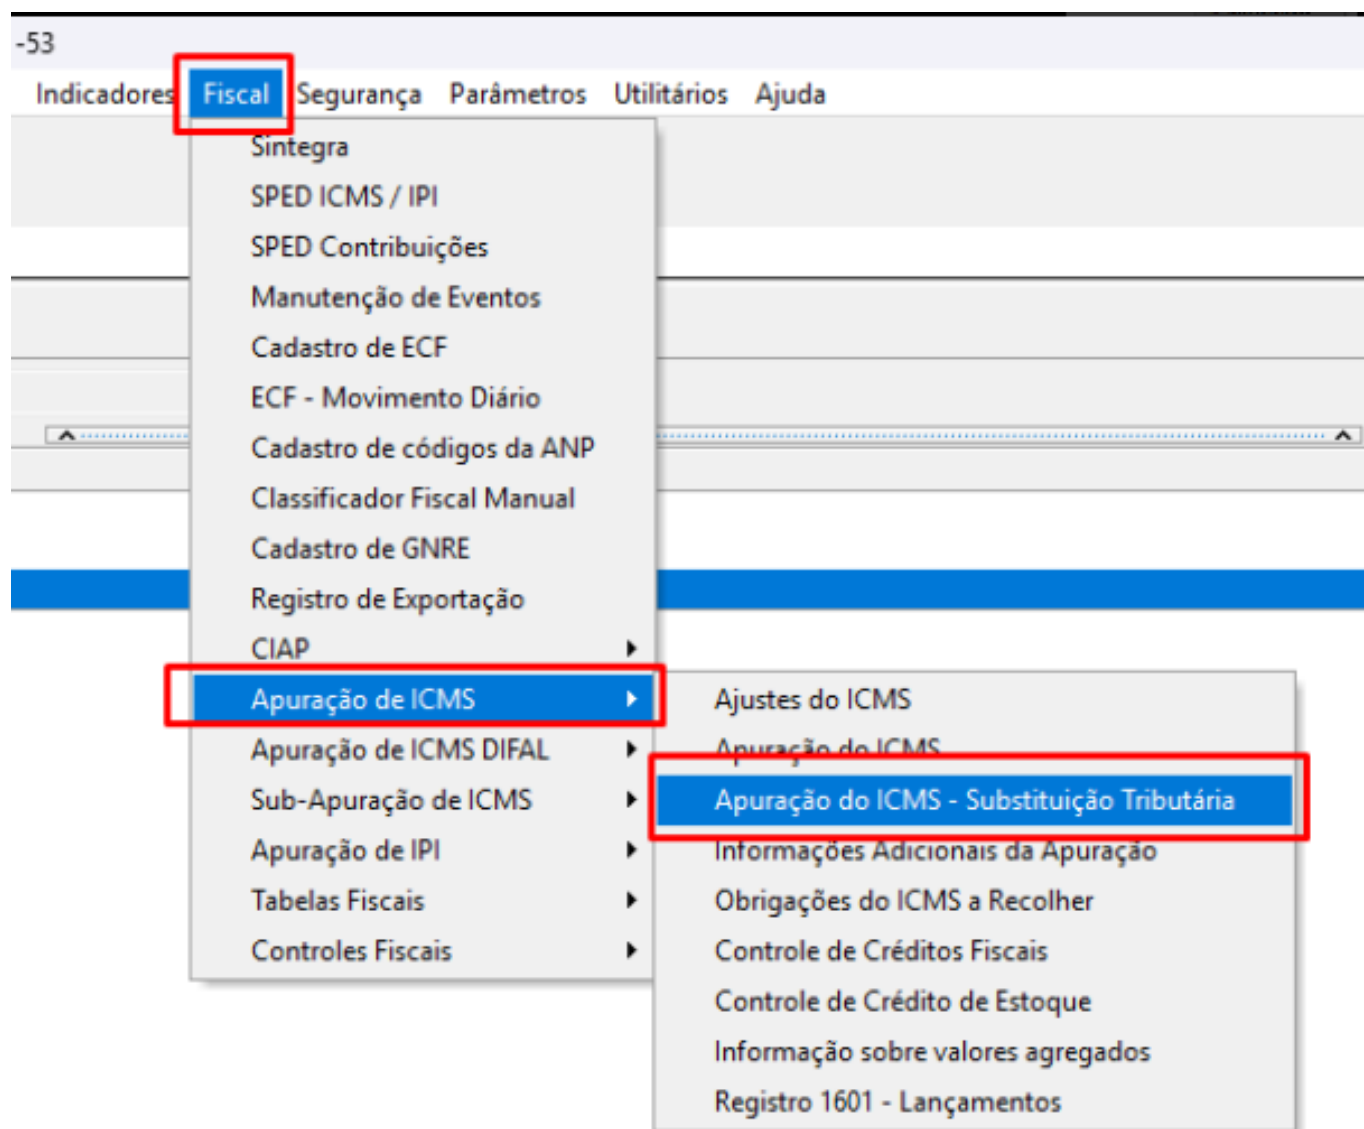 -53
Indicadores Fiscal Segurança Parâmetros Utilitários Ajuda
Sintegra
SPED ICMS / IPI
SPED Contribuições
Manutenção de Eventos
Cadastro de ECF
ECF - Movimento Diário
Cadastro de códigos da ANP
Classificador Fiscal Manual
Cadastro de GNRE
Registro de Exportação
CIAP
Apuração de ICMS
Apuração de ICMS DIFAL
Sub-Apuração de ICMS
Apuração de IPI
Tabelas Fiscais
Controles Fiscais
Ajustes do ICMS
Apuração do ICMS
Apuração do ICMS - Substituição Tributária
Informações Adicionais da Apuração
Obrigações do ICMS a Recolher
Controle de Créditos Fiscais
Controle de Crédito de Estoque
Informação sobre valores agregados
Registro 1601 - Lançamentos